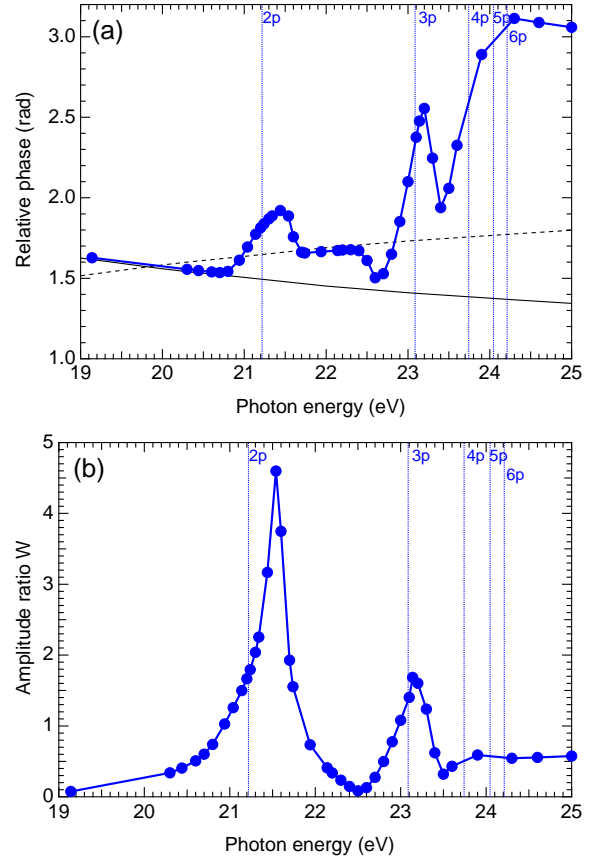 (a)
2p
3p
4p
5p
6p
3.0
2.5
2.0
1.5
1.0
Relative phase (rad)
19
20
21
22
23
24
25
Photon energy (eV)
(b)
2p
3p
4p
5p
6p
5
4
3
2
1
0
Amplitude ratio W
19
20
21
22
23
24
25
Photon energy (eV)